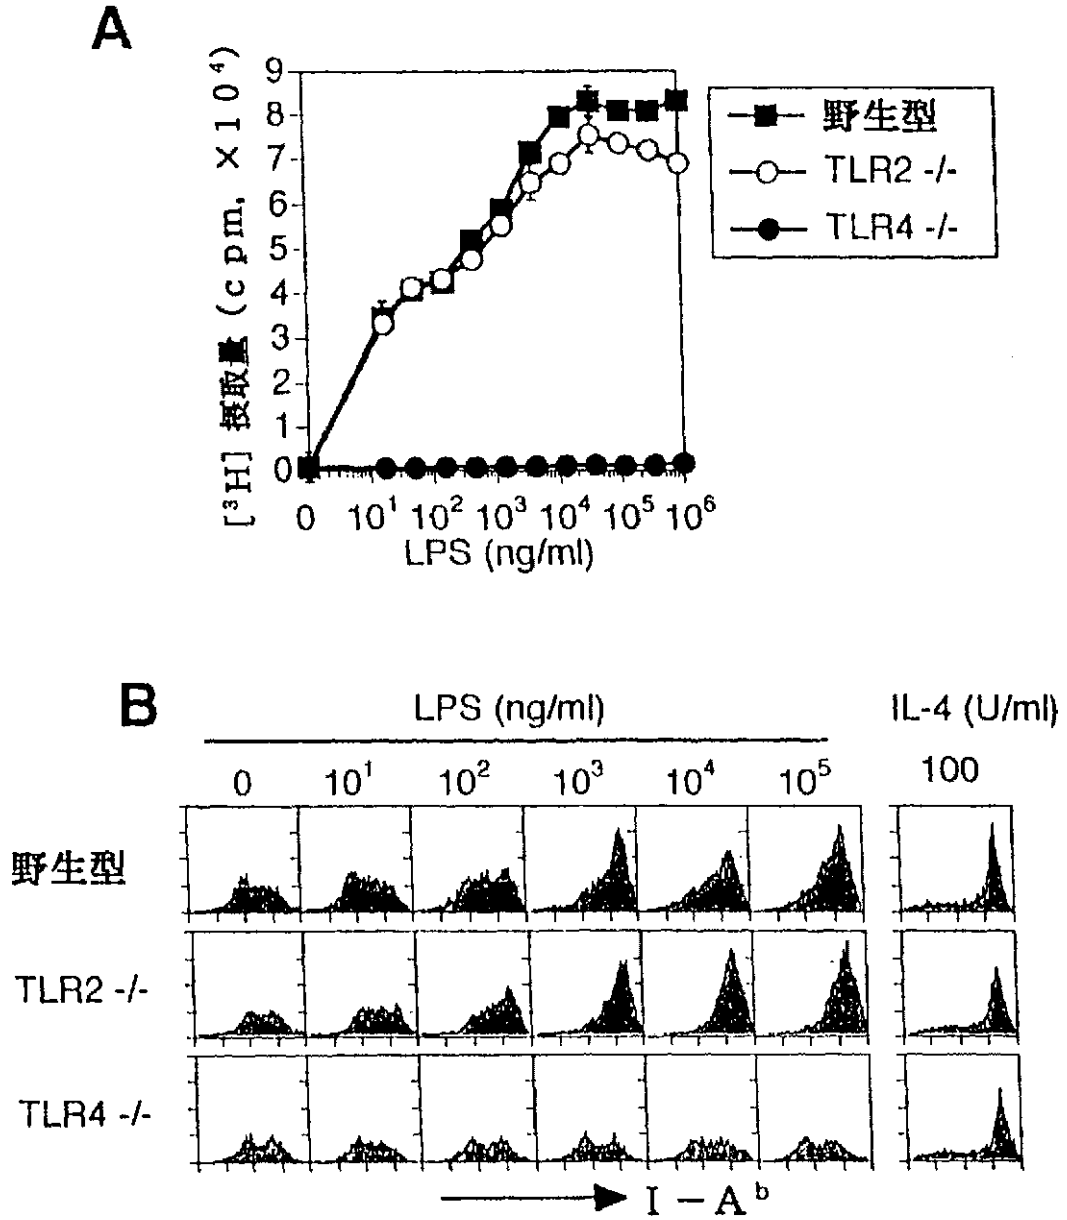 A
[³H] 摂取量 (cpm, ×10⁴)
9
8
7
6
5
4
3
2
1
0
0 10¹ 10² 10³ 10⁴ 10⁵ 10⁶
LPS (ng/ml)
野生型
TLR2 -/-
TLR4 -/-
B
LPS (ng/ml) IL-4 (U/ml)
0 10¹ 10² 10³ 10⁴ 10⁵ 100
野生型
TLR2 -/-
TLR4 -/-
I-Aᵇ